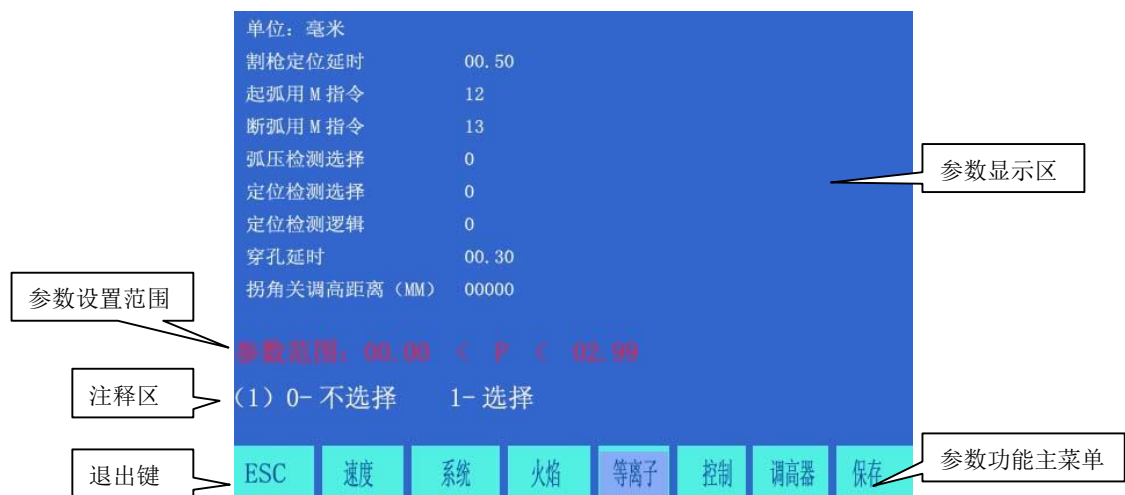 单位：毫米
割枪定位延时 00.50
起弧用 M 指令 12
断弧用 M 指令 13
弧压检测选择 0
参数显示区
定位检测选择 0
定位检测逻辑 0
穿孔延时 00.30
拐角关调高距离（MM） 00000
参数设置范围
参数范围：00.00 < P < 02.99
注释区
（1）0-不选择 1-选择
退出键
ESC 速度 系统 火焰 等离子 控制 调高器 保存
参数功能主菜单